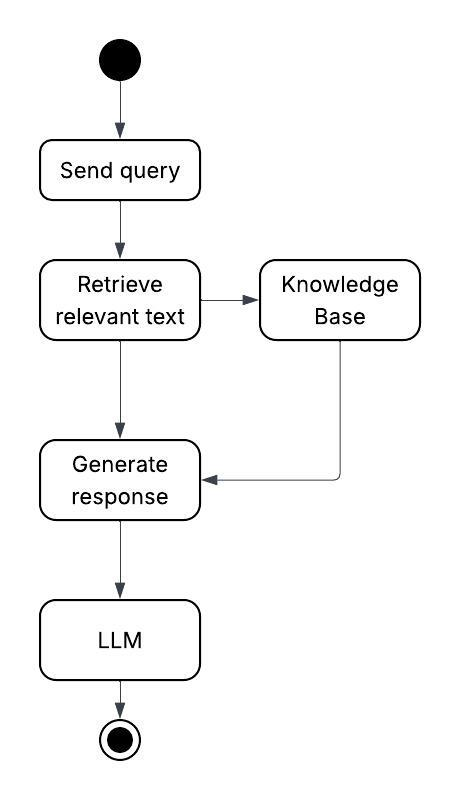 Send query
Retrieve
relevant text
Knowledge
Base
Generate
response
LLM